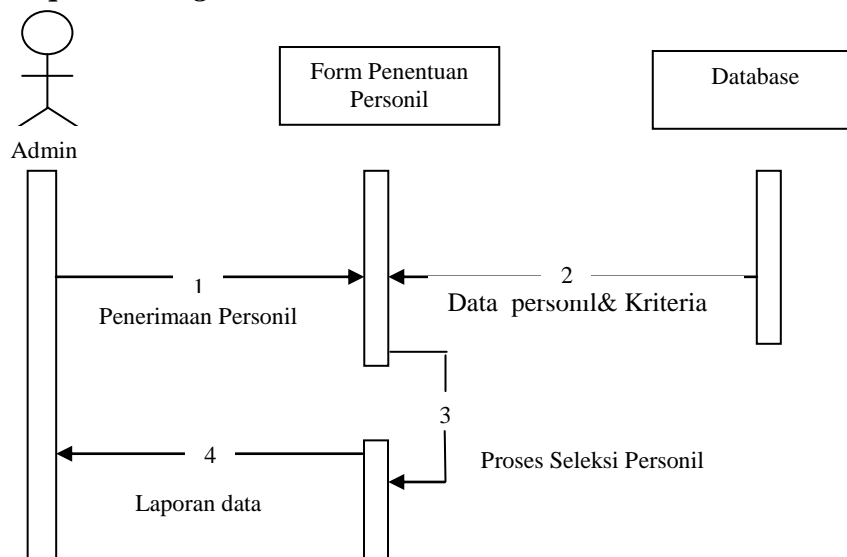 Form Penentuan
Personil
Database
Admin
1
Penerimaan Personil
2
Data personil& Kriteria
3
Proses Seleksi Personil
4
Laporan data